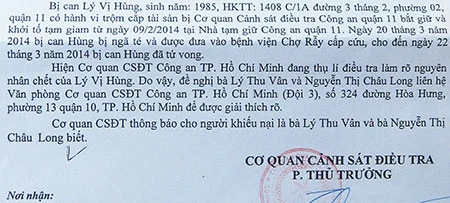 Bị can Lý Vị Hùng, sinh năm: 1985, HKTT: 1408 C/1A đường 3 tháng 2, phường 02,
quận 11 có hành vi trộm cắp tài sản bị Cơ quan Cảnh sát điều tra Công an quận 11 bắt giữ và
khởi tố tạm giam từ ngày 09/2/2014 tại Nhà tạm giữ Công an quận 11. Ngày 20 tháng 3 năm
2014 bị can Hùng bị ngã té và được đưa vào bệnh viện Chợ Rẫy cấp cứu, cho đến ngày 22
tháng 3 năm 2014 bị can Hùng đã tử vong.
Hiện Cơ quan CSĐT Công an TP. Hồ Chí Minh đang thụ lí điều tra làm rõ nguyên
nhân chết của Lý Vị Hùng. Do vậy, đề nghị bà Lý Thu Vân và Nguyễn Thị Châu Long liên hệ
Văn phòng Cơ quan CSĐT Công an TP. Hồ Chí Minh (Đội 3), số 324 đường Hòa Hưng,
phường 13 quận 10, TP. Hồ Chí Minh để được giải thích rõ.
Cơ quan CSĐT thông báo cho người khiếu nại là bà Lý Thu Vân và bà Nguyễn Thị
Châu Long biết.
CƠ QUAN CẢNH SÁT ĐIỀU TRA
P. THỦ TRƯỞNG
Nơi nhận: